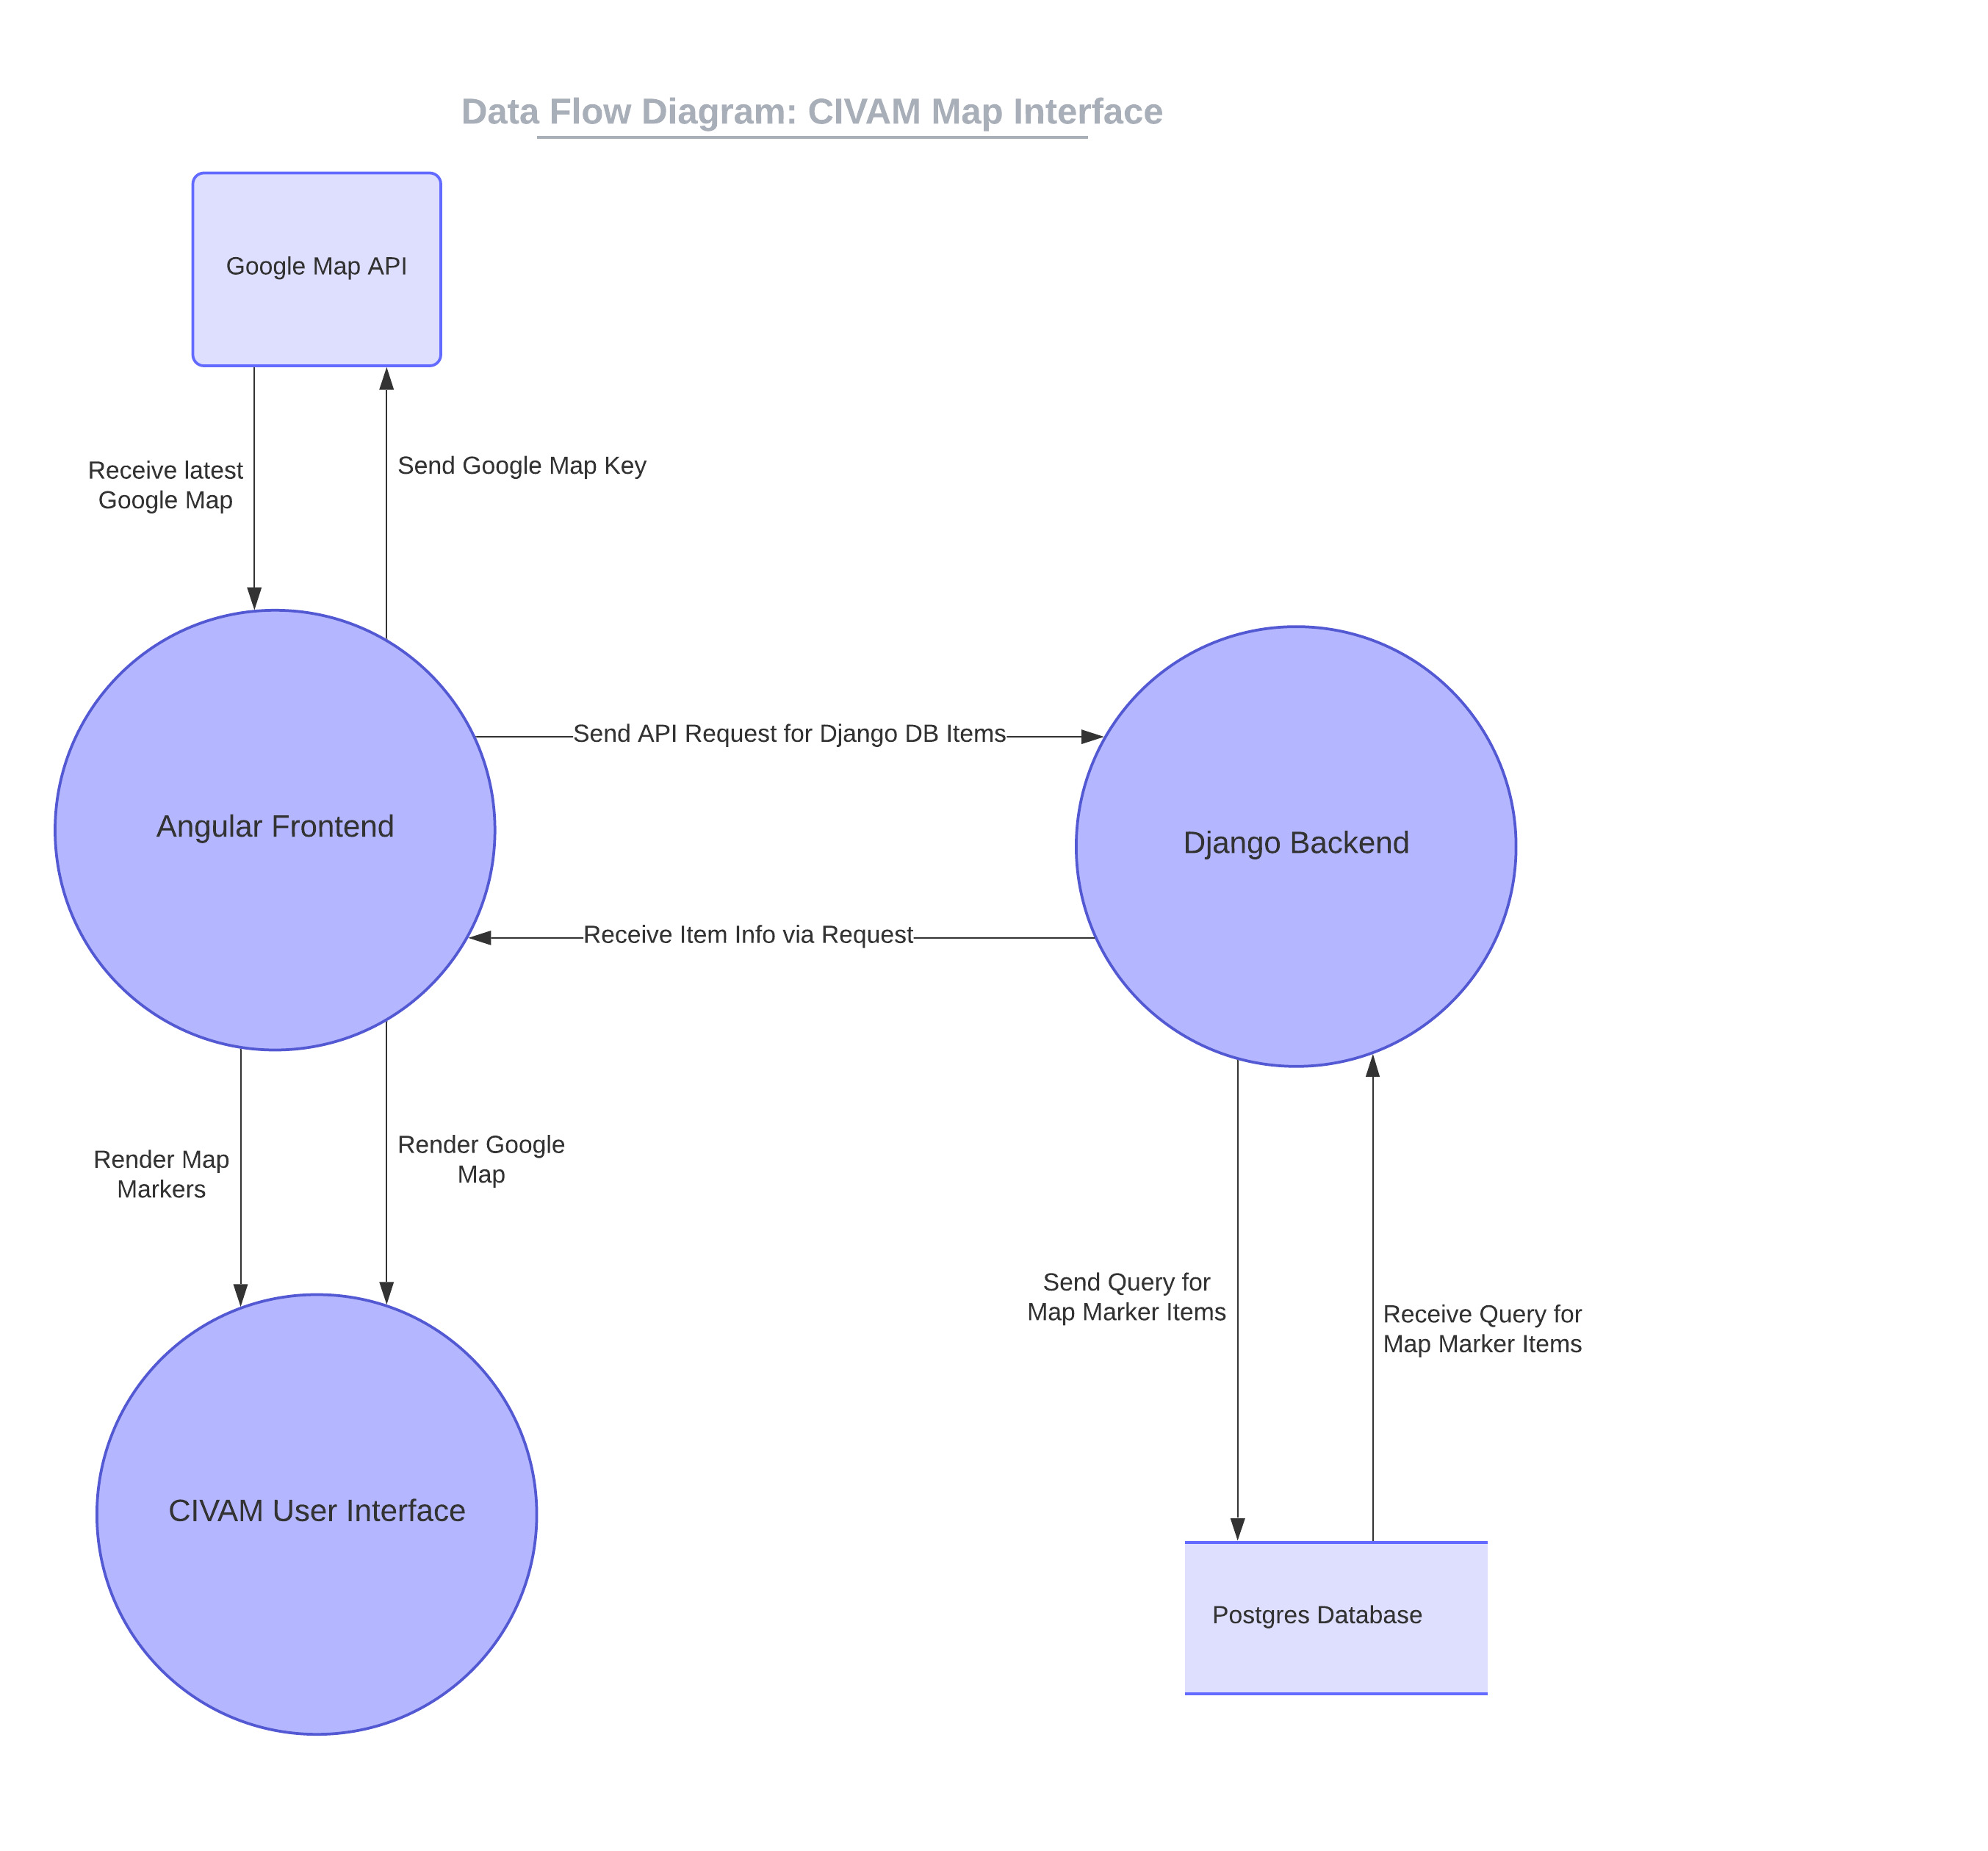 Data Flow Diagram: CIVAM Map Interface
Google Map API
Receive latest
Google Map
Send Google Map Key
Send API Request for Django DB Items
Angular Frontend
Django Backend
Receive Item Info via Request
Render Map
Markers
Render Google
Map
Send Query for
Map Marker Items
Receive Query for
Map Marker Items
CIVAM User Interface
Postgres Database